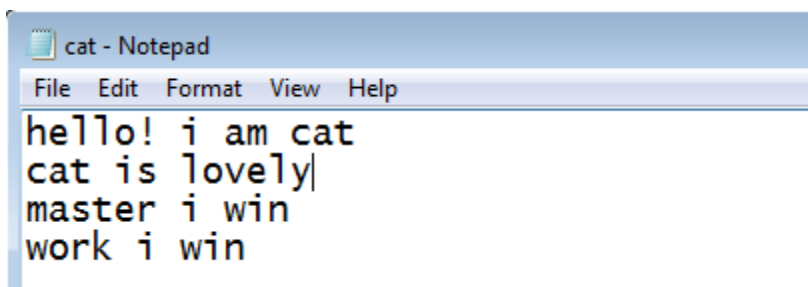 cat - Notepad
File Edit Format View Help
hello! i am cat
cat is lovely
master i win
work i win